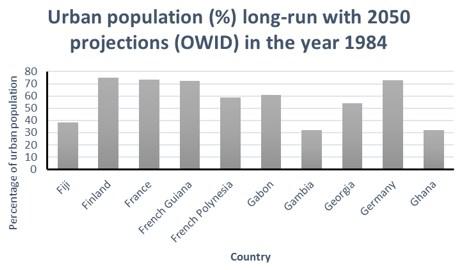 Urban population (%) long-run with 2050
projections (OWID) in the year 1984
Percentage of urban population
80
70
60
50
40
30
20
10
0
Fiji
Finland
France
French Guiana
French Polynesia
Gabon
Gambia
Georgia
Germany
Ghana
Country